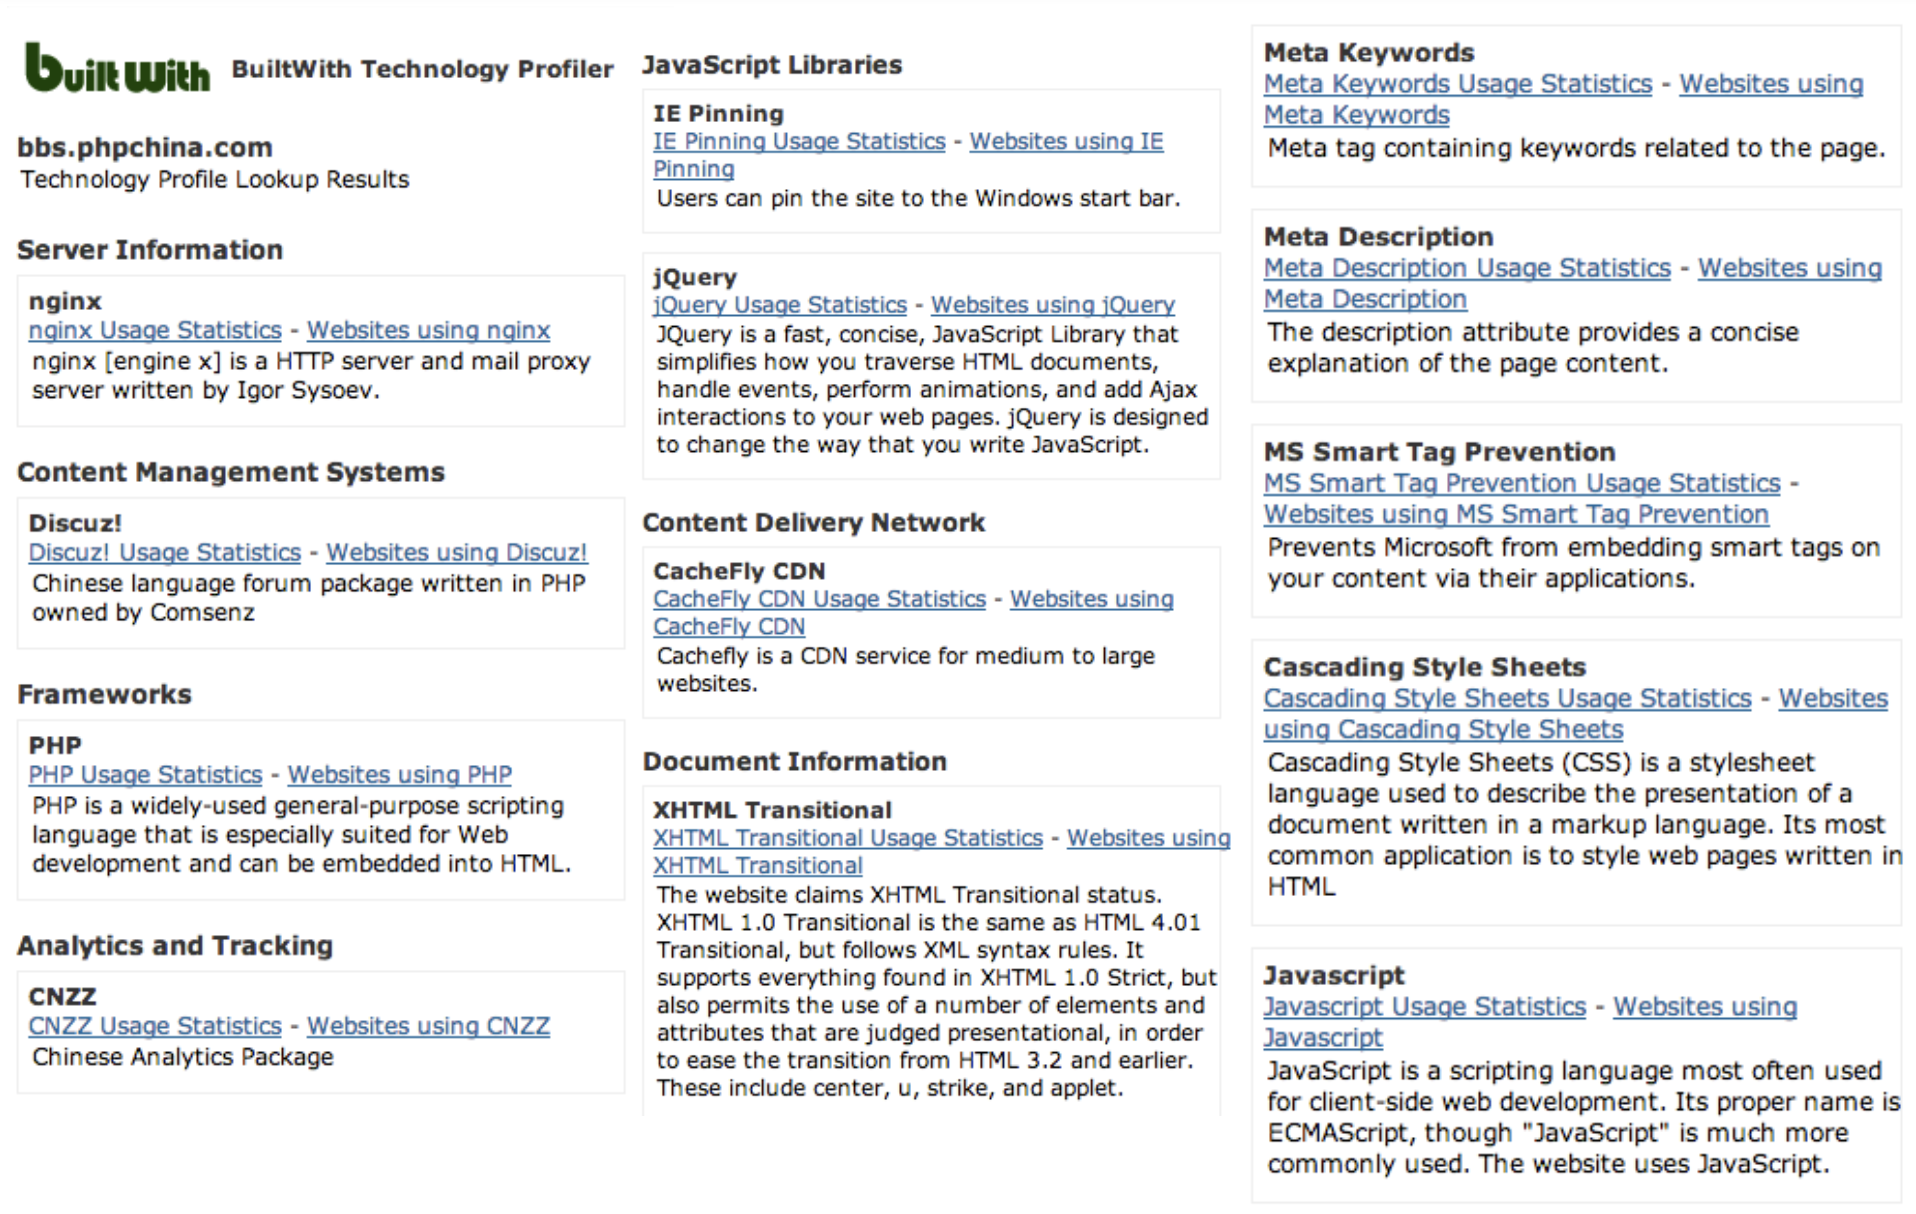 builtwith BuiltWith Technology Profiler
bbs.phpchina.com
Technology Profile Lookup Results
Server Information
nginx
nginx Usage Statistics - Websites using nginx
nginx [engine x] is a HTTP server and mail proxy
server written by Igor Sysoev.
Content Management Systems
Discuz!
Discuz! Usage Statistics - Websites using Discuz!
Chinese language forum package written in PHP
owned by Comsenz
Frameworks
PHP
PHP Usage Statistics - Websites using PHP
PHP is a widely-used general-purpose scripting
language that is especially suited for Web
development and can be embedded into HTML.
Analytics and Tracking
CNZZ
CNZZ Usage Statistics - Websites using CNZZ
Chinese Analytics Package
JavaScript Libraries
IE Pinning
IE Pinning Usage Statistics - Websites using IE
Pinning
Users can pin the site to the Windows start bar.
jQuery
jQuery Usage Statistics - Websites using jQuery
JQuery is a fast, concise, JavaScript Library that
simplifies how you traverse HTML documents,
handle events, perform animations, and add Ajax
interactions to your web pages. jQuery is designed
to change the way that you write JavaScript.
Content Delivery Network
CacheFly CDN
CacheFly CDN Usage Statistics - Websites using
CacheFly CDN
Cachefly is a CDN service for medium to large
websites.
Document Information
XHTML Transitional
XHTML Transitional Usage Statistics - Websites using
XHTML Transitional
The website claims XHTML Transitional status.
XHTML 1.0 Transitional is the same as HTML 4.01
Transitional, but follows XML syntax rules. It
supports everything found in XHTML 1.0 Strict, but
also permits the use of a number of elements and
attributes that are judged presentational, in order
to ease the transition from HTML 3.2 and earlier.
These include center, u, strike, and applet.
Meta Keywords
Meta Keywords Usage Statistics - Websites using
Meta Keywords
Meta tag containing keywords related to the page.
Meta Description
Meta Description Usage Statistics - Websites using
Meta Description
The description attribute provides a concise
explanation of the page content.
MS Smart Tag Prevention
MS Smart Tag Prevention Usage Statistics -
Websites using MS Smart Tag Prevention
Prevents Microsoft from embedding smart tags on
your content via their applications.
Cascading Style Sheets
Cascading Style Sheets Usage Statistics - Websites
using Cascading Style Sheets
Cascading Style Sheets (CSS) is a stylesheet
language used to describe the presentation of a
document written in a markup language. Its most
common application is to style web pages written in
HTML
Javascript
Javascript Usage Statistics - Websites using
Javascript
JavaScript is a scripting language most often used
for client-side web development. Its proper name is
ECMAScript, though "JavaScript" is much more
commonly used. The website uses JavaScript.